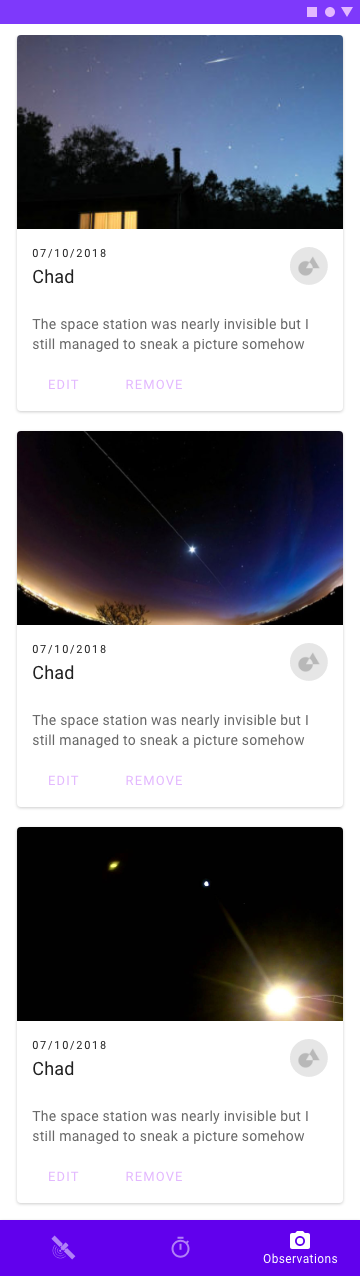 07/10/2018
Chad
The space station was nearly invisible but I
still managed to sneak a picture somehow
EDIT REMOVE
07/10/2018
Chad
The space station was nearly invisible but I
still managed to sneak a picture somehow
EDIT REMOVE
07/10/2018
Chad
The space station was nearly invisible but I
still managed to sneak a picture somehow
EDIT REMOVE
Observations